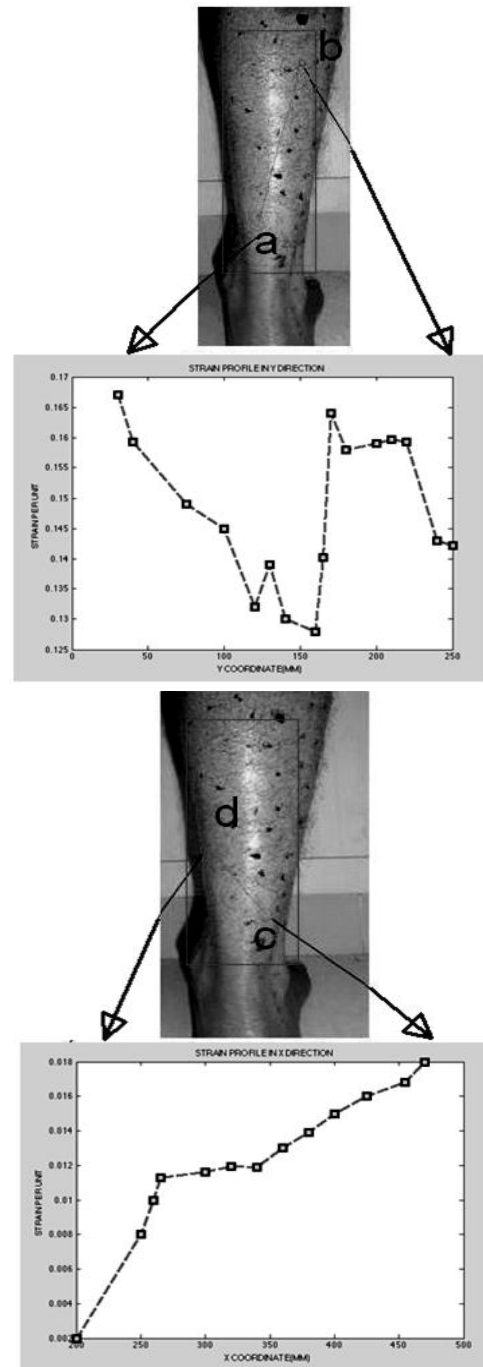 b
a
STRAIN PROFILE IN Y DIRECTION
0.17
0.165
0.16
0.155
0.15
0.145
0.14
0.135
0.13
0.125
STRAIN PER UNIT
0 50 100 150 200 250
Y COORDINATE(MM)
d
c
STRAIN PROFILE IN X DIRECTION
0.018
0.016
0.014
0.012
0.01
0.008
0.006
0.004
0.002
STRAIN PER UNIT
200 250 300 350 400 450 500
X COORDINATE(MM)